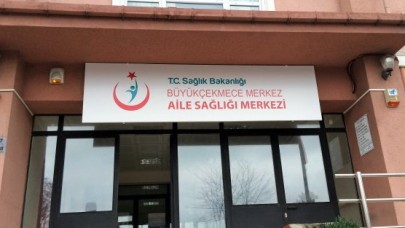 T.C. Sağlık Bakanlığı
BÜYÜKÇEKMECE MERKEZ
AİLE SAĞLIĞI MERKEZİ